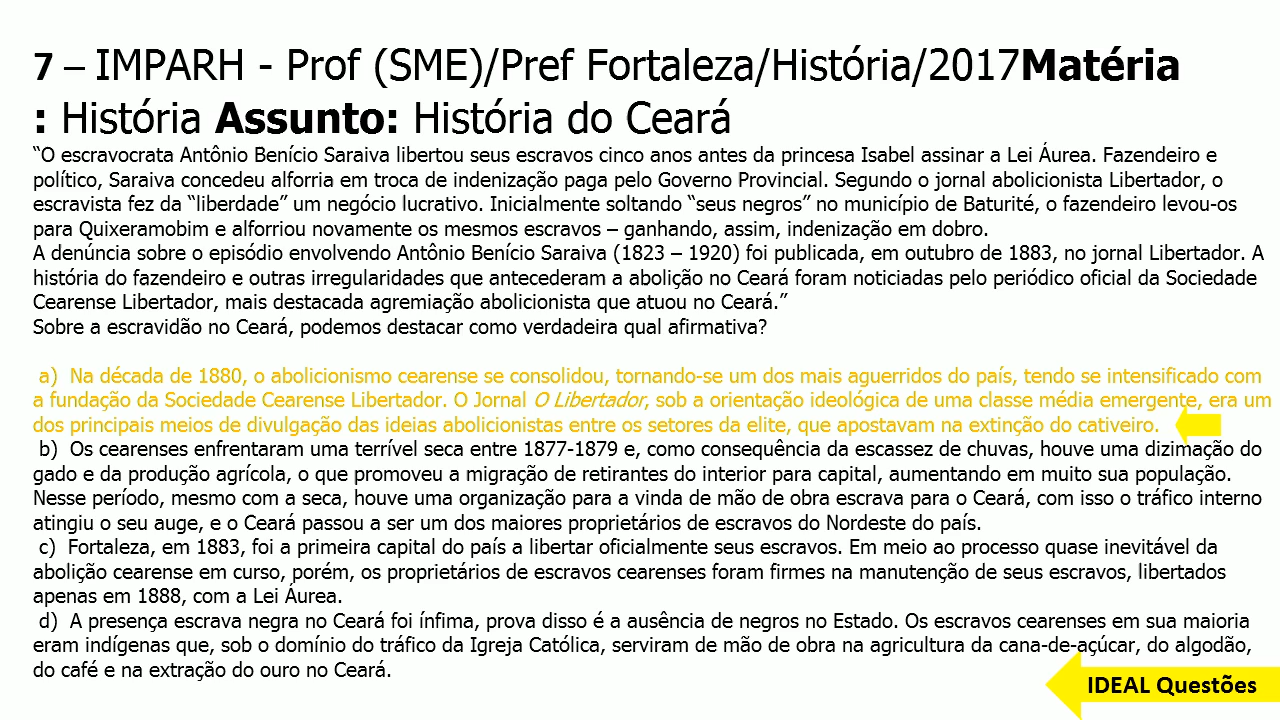 7 – IMPARH - Prof (SME)/Pref Fortaleza/História/2017Matéria
: História Assunto: História do Ceará
“O escravocrata Antônio Benício Saraiva libertou seus escravos cinco anos antes da princesa Isabel assinar a Lei Áurea. Fazendeiro e
político, Saraiva concedeu alforria em troca de indenização paga pelo Governo Provincial. Segundo o jornal abolicionista Libertador, o
escravista fez da “liberdade” um negócio lucrativo. Inicialmente soltando “seus negros” no município de Baturité, o fazendeiro levou-os
para Quixeramobim e alforriou novamente os mesmos escravos – ganhando, assim, indenização em dobro.
A denúncia sobre o episódio envolvendo Antônio Benício Saraiva (1823 – 1920) foi publicada, em outubro de 1883, no jornal Libertador. A
história do fazendeiro e outras irregularidades que antecederam a abolição no Ceará foram noticiadas pelo periódico oficial da Sociedade
Cearense Libertador, mais destacada agremiação abolicionista que atuou no Ceará.”
Sobre a escravidão no Ceará, podemos destacar como verdadeira qual afirmativa?
a) Na década de 1880, o abolicionismo cearense se consolidou, tornando-se um dos mais aguerridos do país, tendo se intensificado com
a fundação da Sociedade Cearense Libertador. O Jornal O Libertador, sob a orientação ideológica de uma classe média emergente, era um
dos principais meios de divulgação das ideias abolicionistas entre os setores da elite, que apostavam na extinção do cativeiro.
b) Os cearenses enfrentaram uma terrível seca entre 1877-1879 e, como consequência da escassez de chuvas, houve uma dizimação do
gado e da produção agrícola, o que promoveu a migração de retirantes do interior para capital, aumentando em muito sua população.
Nesse período, mesmo com a seca, houve uma organização para a vinda de mão de obra escrava para o Ceará, com isso o tráfico interno
atingiu o seu auge, e o Ceará passou a ser um dos maiores proprietários de escravos do Nordeste do país.
c) Fortaleza, em 1883, foi a primeira capital do país a libertar oficialmente seus escravos. Em meio ao processo quase inevitável da
abolição cearense em curso, porém, os proprietários de escravos cearenses foram firmes na manutenção de seus escravos, libertados
apenas em 1888, com a Lei Áurea.
d) A presença escrava negra no Ceará foi ínfima, prova disso é a ausência de negros no Estado. Os escravos cearenses em sua maioria
eram indígenas que, sob o domínio do tráfico da Igreja Católica, serviram de mão de obra na agricultura da cana-de-açúcar, do algodão,
do café e na extração do ouro no Ceará.
IDEAL Questões